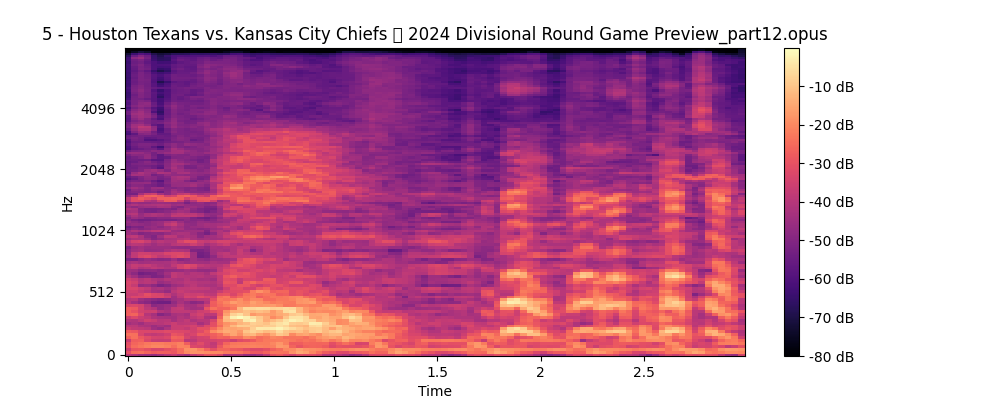 5 - Houston Texans vs. Kansas City Chiefs ▯ 2024 Divisional Round Game Preview_part12.opus
4096
2048
1024
512
0
Hz
0
0.5
1
1.5
2
2.5
Time
-10 dB
-20 dB
-30 dB
-40 dB
-50 dB
-60 dB
-70 dB
-80 dB